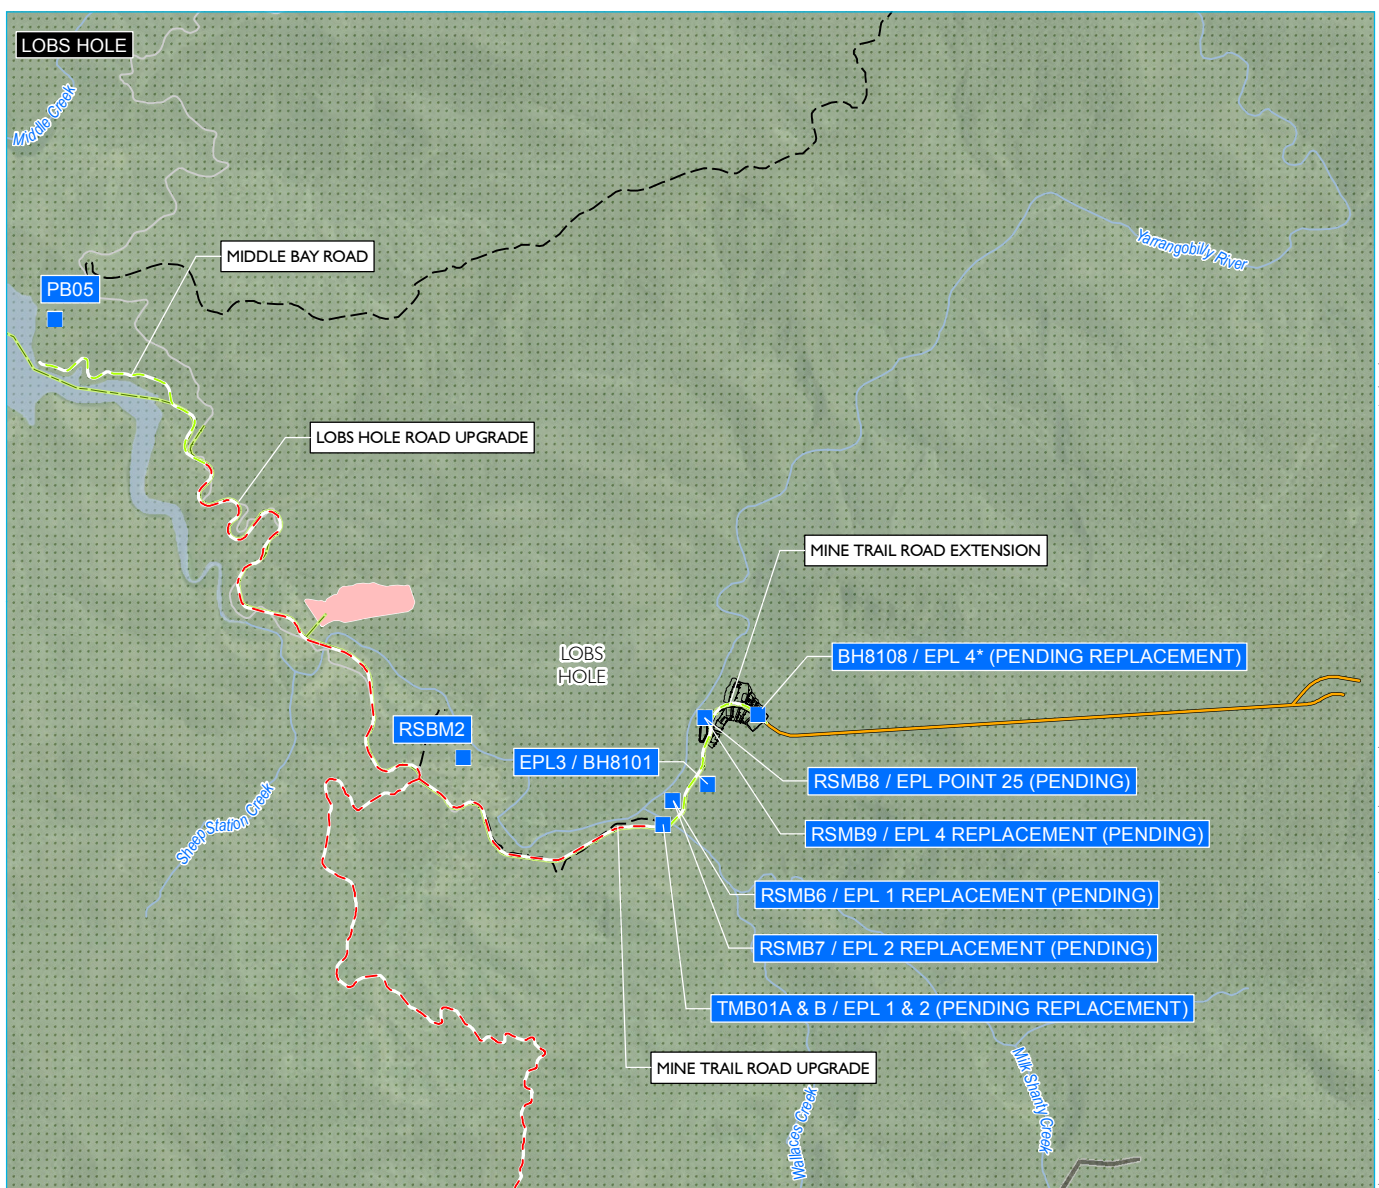 LOBS HOLE
Middle Creek
Yarrangobilly River
MIDDLE BAY ROAD
PB05
LOBS HOLE ROAD UPGRADE
MINE TRAIL ROAD EXTENSION
LOBS
HOLE
BH8108 / EPL 4* (PENDING REPLACEMENT)
RSBM2
EPL3 / BH8101
RSMB8 / EPL POINT 25 (PENDING)
Sheep Station Creek
RSMB9 / EPL 4 REPLACEMENT (PENDING)
RSMB6 / EPL 1 REPLACEMENT (PENDING)
RSMB7 / EPL 2 REPLACEMENT (PENDING)
TMB01A & B / EPL 1 & 2 (PENDING REPLACEMENT)
MINE TRAIL ROAD UPGRADE
Wallaces Creek
Milk Shanty Creek